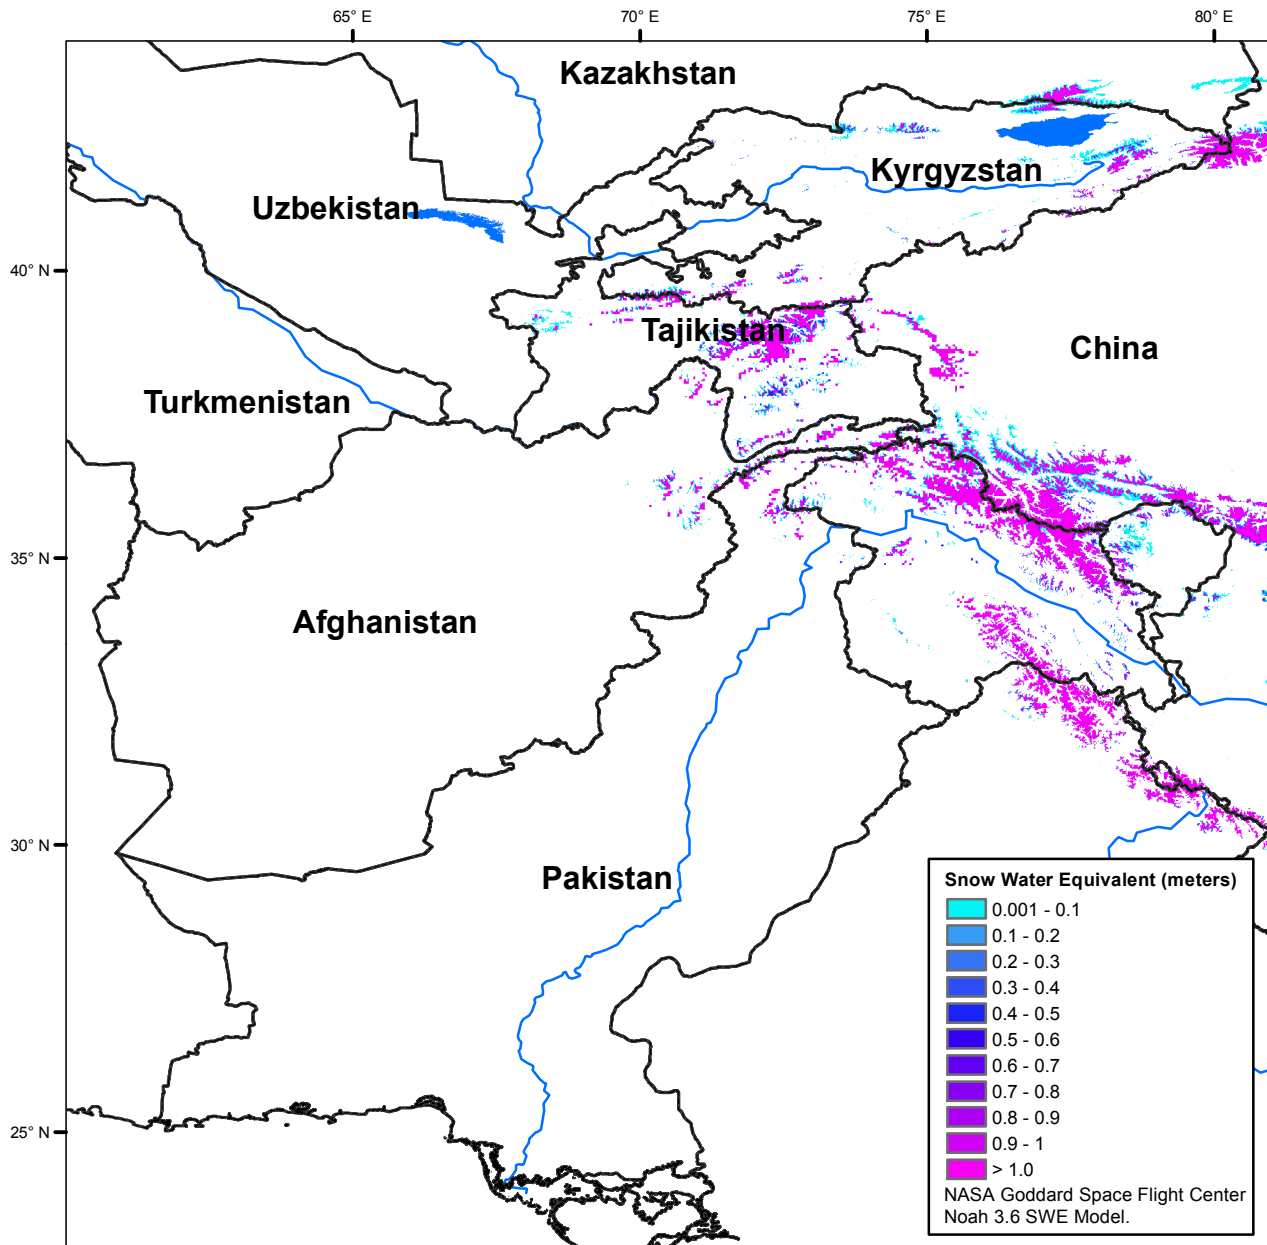 65° E
70° E
75° E
80° E
Kazakhstan
Kyrgyzstan
Uzbekistan
40° N
Tajikistan
China
Turkmenistan
35° N
Afghanistan
30° N
Pakistan
25° N
Snow Water Equivalent (meters)
0.001 - 0.1
0.1 - 0.2
0.2 - 0.3
0.3 - 0.4
0.4 - 0.5
0.5 - 0.6
0.6 - 0.7
0.7 - 0.8
0.8 - 0.9
0.9 - 1
> 1.0
NASA Goddard Space Flight Center
Noah 3.6 SWE Model.